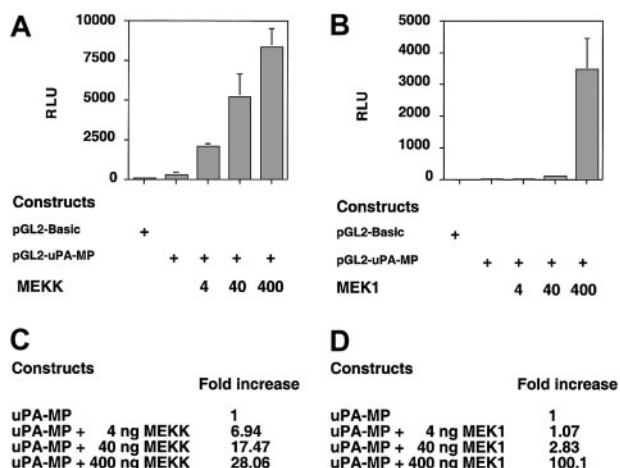 A
10000
7500
5000
2500
0
RLU
Constructs
pGL2-Basic +
pGL2-uPA-MP + + + +
MEKK 4 40 400
B
5000
4000
3000
2000
1000
0
RLU
Constructs
pGL2-Basic +
pGL2-uPA-MP + + + +
MEK1 4 40 400
C
Constructs
Fold increase
uPA-MP 1
uPA-MP + 4 ng MEKK 6.94
uPA-MP + 40 ng MEKK 17.47
uPA-MP + 400 ng MEKK 28.06
D
Constructs
Fold increase
uPA-MP 1
uPA-MP + 4 ng MEK1 1.07
uPA-MP + 40 ng MEK1 2.83
uPA-MP + 400 ng MEK1 100.1